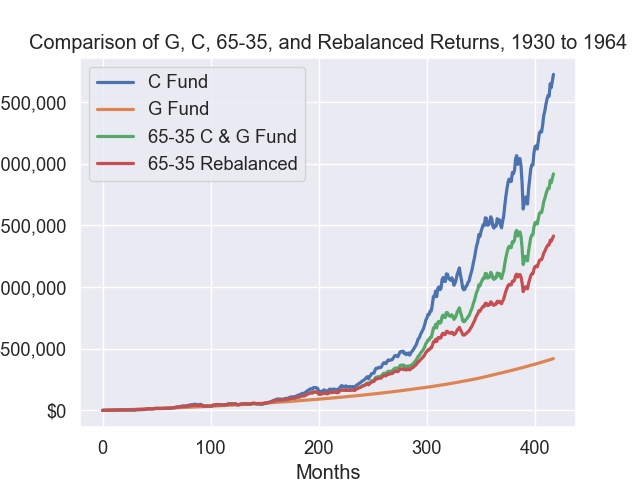 Comparison of G, C, 65-35, and Rebalanced Returns, 1930 to 1964
C Fund
G Fund
65-35 C & G Fund
65-35 Rebalanced
500,000
000,000
500,000
000,000
500,000
$0
0 100 200 300 400
Months